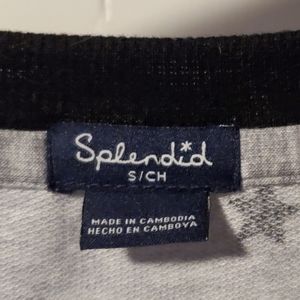 Splendid
S/CH
MADE IN CAMBODIA
HECHO EN CAMBOYA